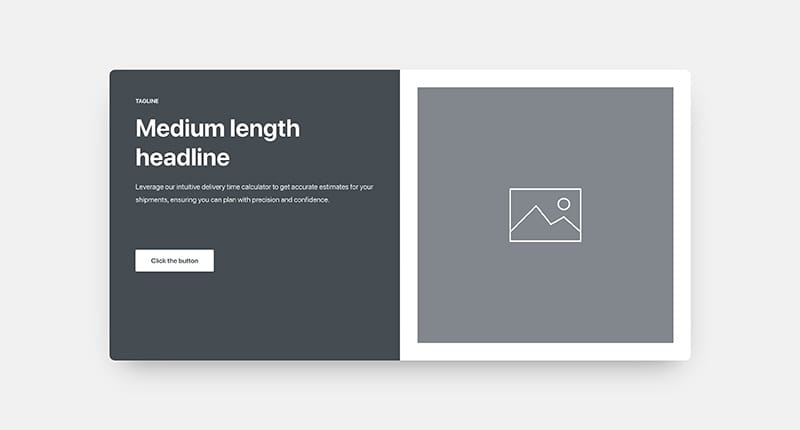 TAGLINE
Medium length
headline
Leverage our intuitive delivery time calculator to get accurate estimates for your
shipments, ensuring you can plan with precision and confidence.
Click the button